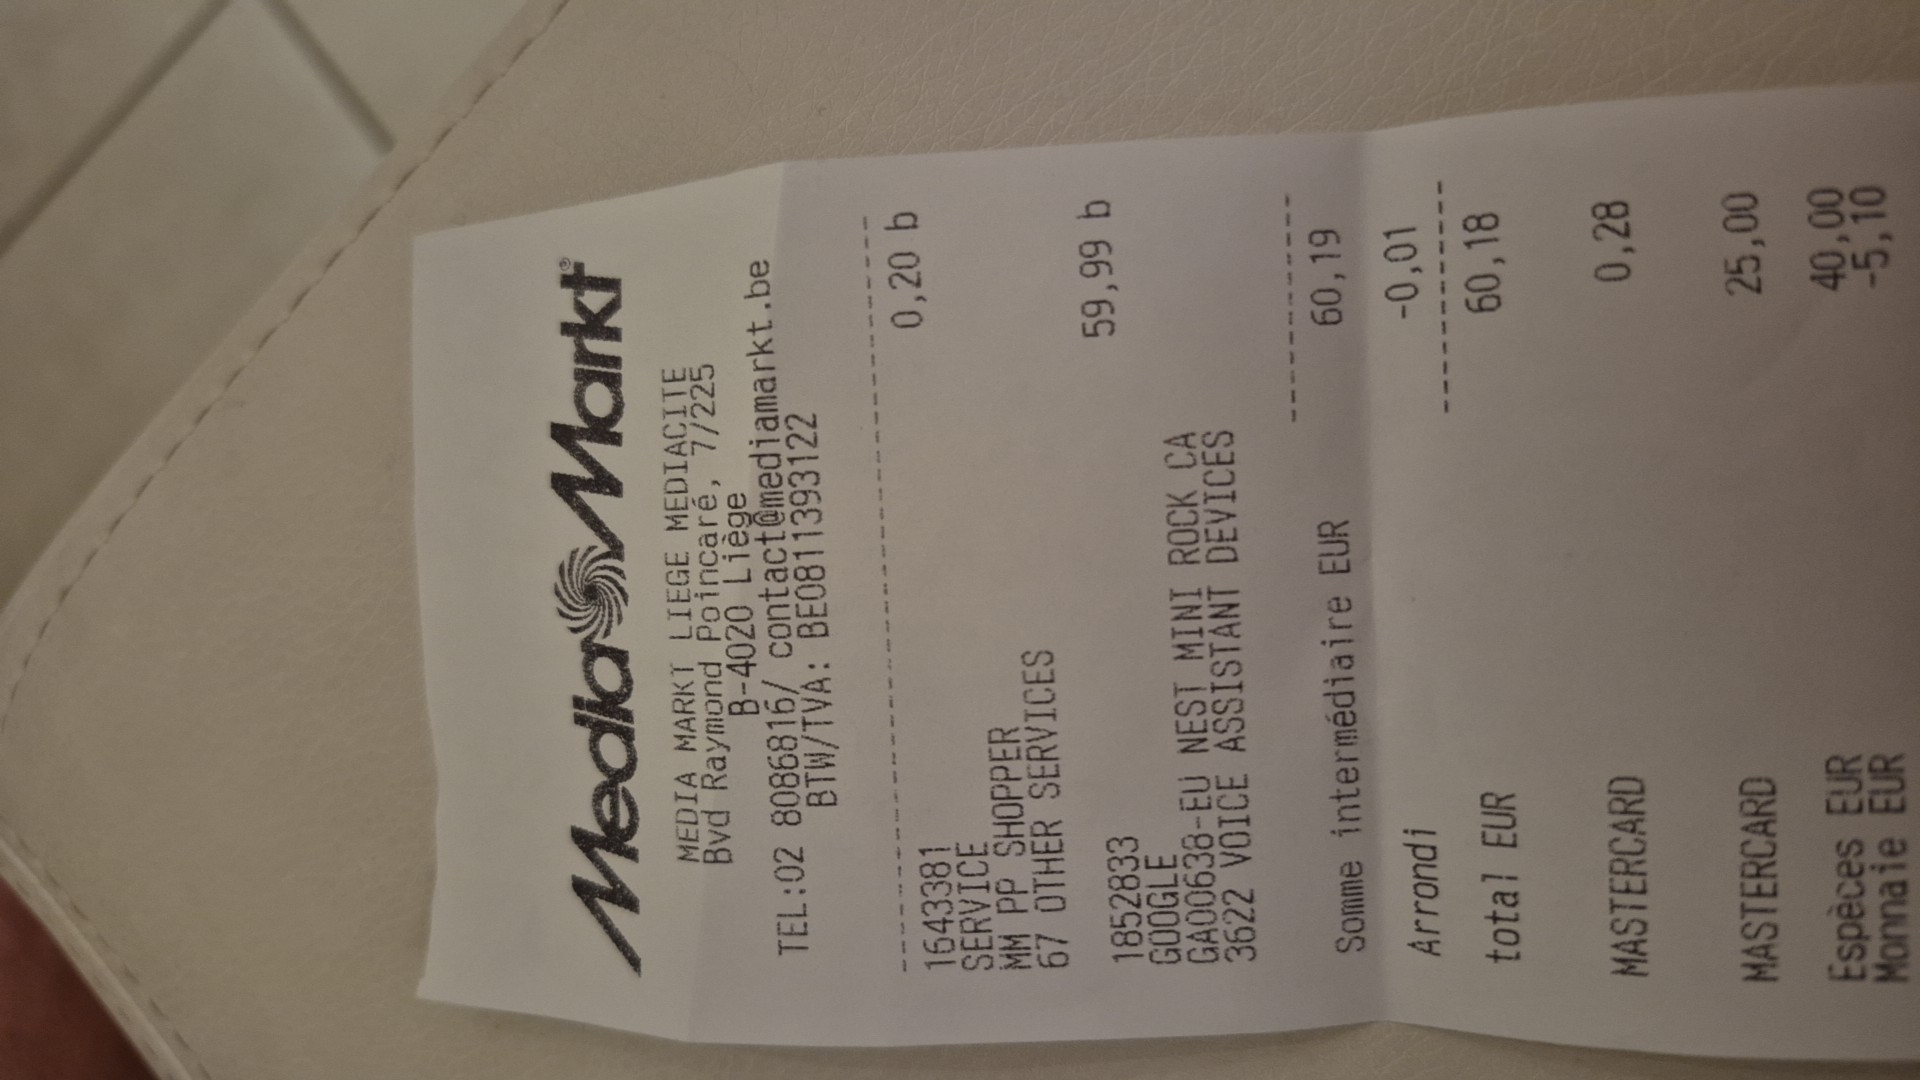 MediaMarkt®
MEDIA MARKT LIEGE MEDIACITE
Bvd Raymond Poincaré, 7/225
B-4020 Liège
TEL:02 8086816/ contact@mediamarkt.be
BTW/TVA: BE0811393122
0,20 b
1643381
SERVICE
MM PP SHOPPER
67 OTHER SERVICES
59,99 b
1852833
GOOGLE
GA00638-EU NEST MINI ROCK CA
3622 VOICE ASSISTANT DEVICES
Somme intermédiaire EUR 60,19
Arrondi -0,01
total EUR 60,18
MASTERCARD 0,28
MASTERCARD 25,00
Espèces EUR 40,00
Monnaie EUR -5,10